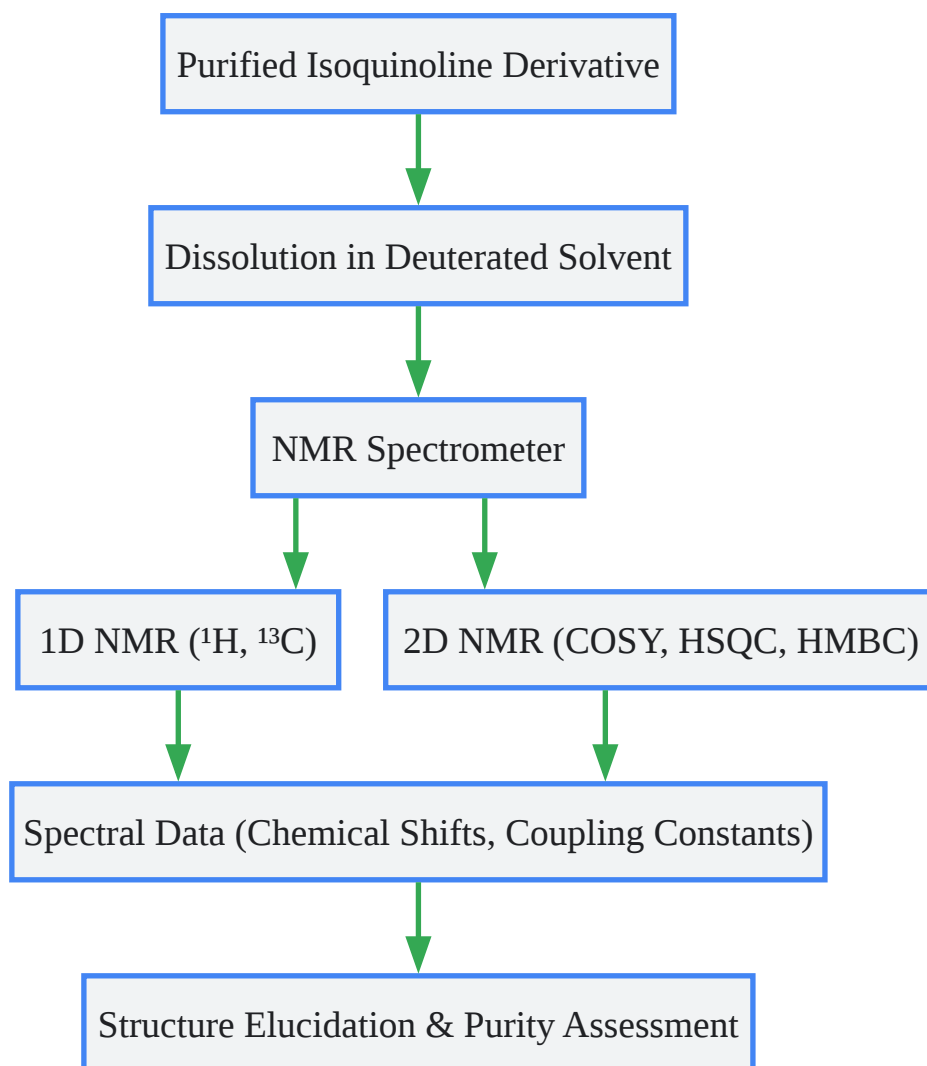 Purified Isoquinoline Derivative
Dissolution in Deuterated Solvent
NMR Spectrometer
1D NMR (¹H, ¹³C)
2D NMR (COSY, HSQC, HMBC)
Spectral Data (Chemical Shifts, Coupling Constants)
Structure Elucidation & Purity Assessment